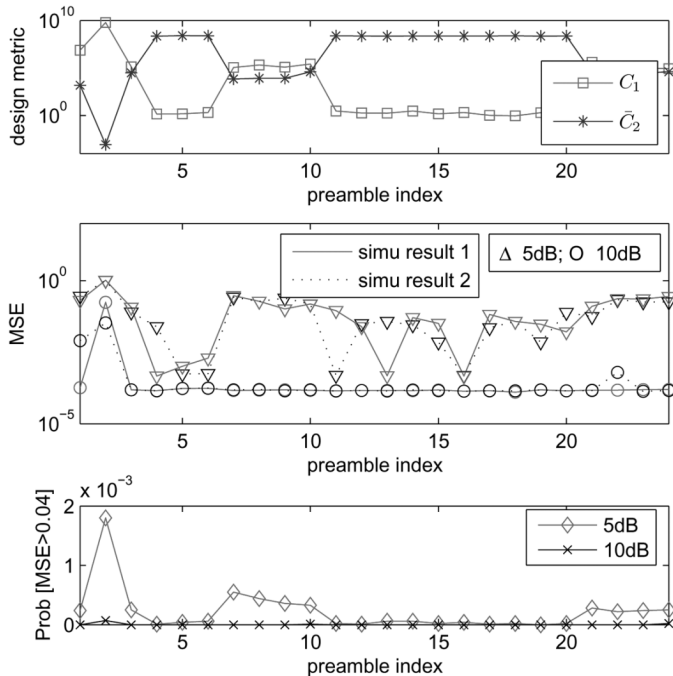 10^10
10^0
design metric
C_1
C̄_2
5 10 15 20
preamble index
simu result 1
simu result 2
Δ 5dB; O 10dB
10^0
10^-5
MSE
5 10 15 20
preamble index
x 10^-3
2
1
0
Prob [MSE>0.04]
5dB
10dB
5 10 15 20
preamble index